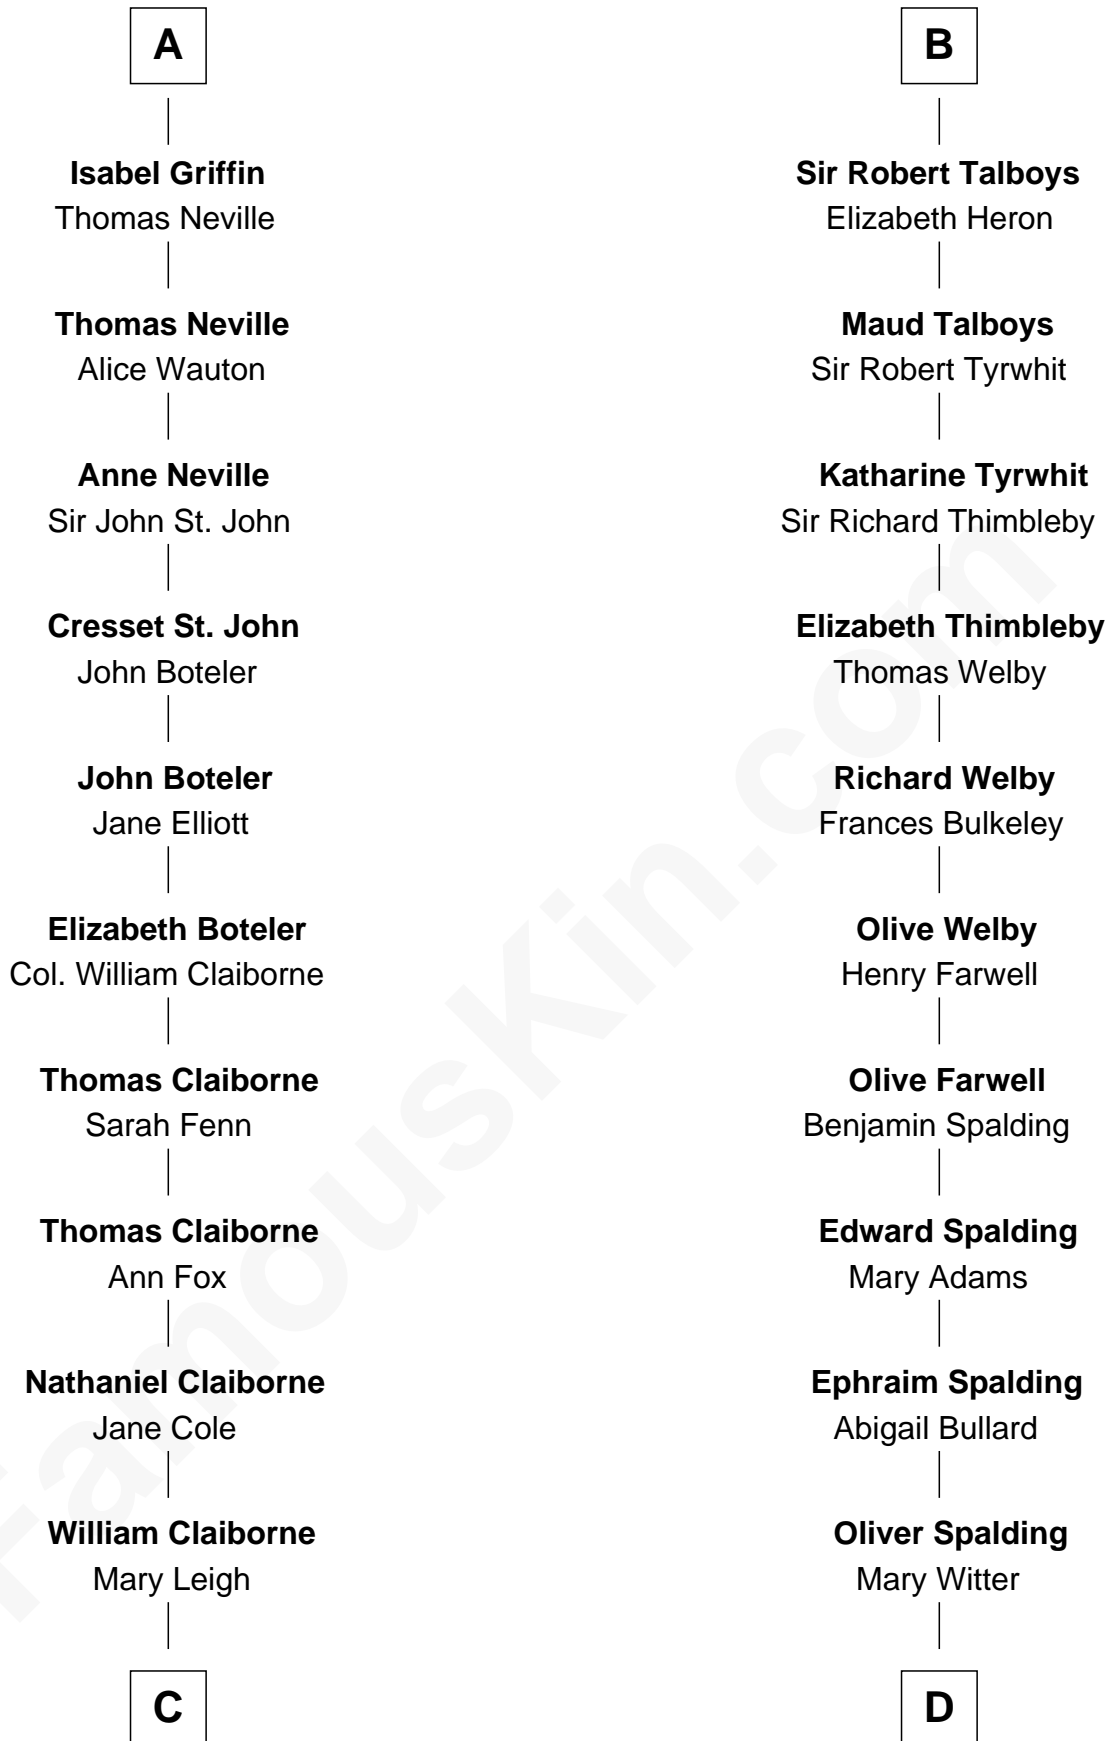 A
Isabel Griffin
Thomas Neville
Thomas Neville
Alice Wauton
Anne Neville
Sir John St. John
Cresset St. John
John Boteler
John Boteler
Jane Elliott
Elizabeth Boteler
Col. William Claiborne
Thomas Claiborne
Sarah Fenn
Thomas Claiborne
Ann Fox
Nathaniel Claiborne
Jane Cole
William Claiborne
Mary Leigh
C
B
Sir Robert Talboys
Elizabeth Heron
Maud Talboys
Sir Robert Tyrwhit
Katharine Tyrwhit
Sir Richard Thimbleby
Elizabeth Thimbleby
Thomas Welby
Richard Welby
Frances Bulkeley
Olive Welby
Henry Farwell
Olive Farwell
Benjamin Spalding
Edward Spalding
Mary Adams
Ephraim Spalding
Abigail Bullard
Oliver Spalding
Mary Witter
D
FamousKin.com